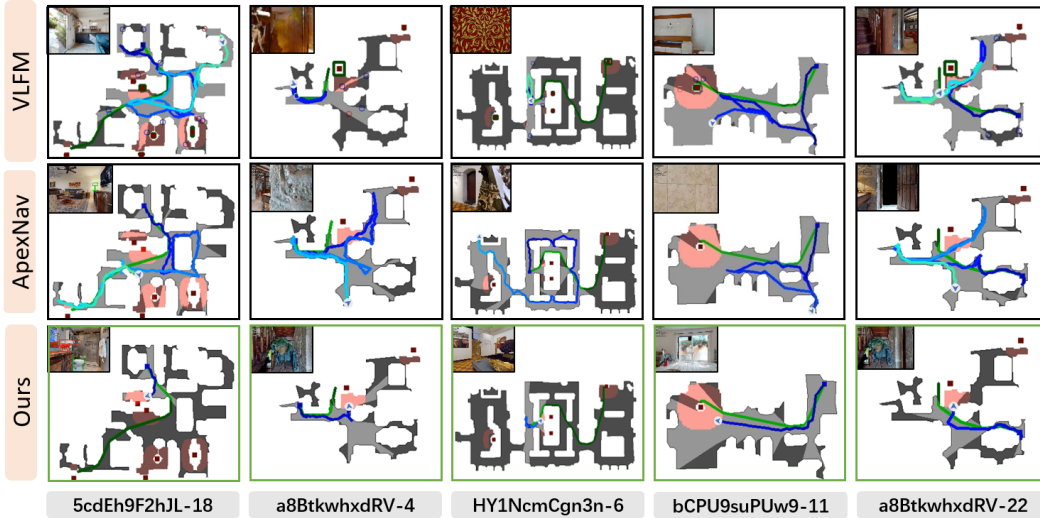 VLFM
ApexNav
Ours
5cdEh9F2hJL-18
a8BtkwhxdRV-4
HY1NcmCgn3n-6
bCPU9suPUw9-11
a8BtkwhxdRV-22